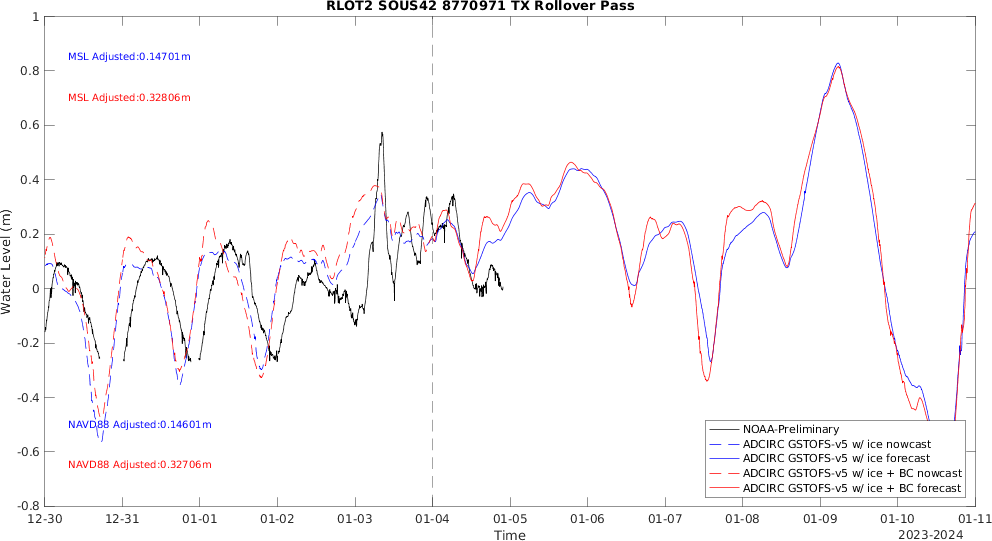 RLOT2 SOUS42 8770971 TX Rollover Pass
1
0.8
0.6
0.4
0.2
0
-0.2
-0.4
-0.6
-0.8
Water Level (m)
MSL Adjusted:0.14701m
MSL Adjusted:0.32806m
NAVD88 Adjusted:0.14601m
NAVD88 Adjusted:0.32706m
NOAA-Preliminary
ADCIRC GSTOFS-v5 w/ ice nowcast
ADCIRC GSTOFS-v5 w/ ice forecast
ADCIRC GSTOFS-v5 w/ ice + BC nowcast
ADCIRC GSTOFS-v5 w/ ice + BC forecast
12-30 12-31 01-01 01-02 01-03 01-04 01-05 01-06 01-07 01-08 01-09 01-10 01-11
Time
2023-2024